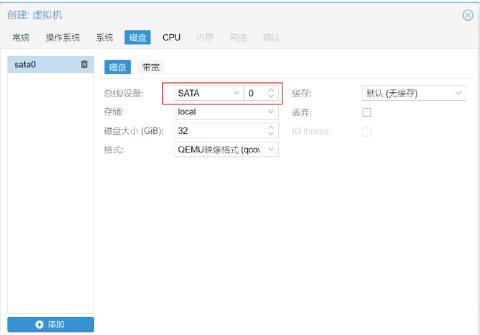 创建: 虚拟机
常规 操作系统 系统 磁盘 CPU 内存 网络 确认
sata0 磁盘 带宽
总线/设备: SATA 0 缓存: 默认 (无缓存)
存储: local 丢弃:
磁盘大小 (GiB): 32 IO thread:
格式: QEMU映像格式 (qcov
添加